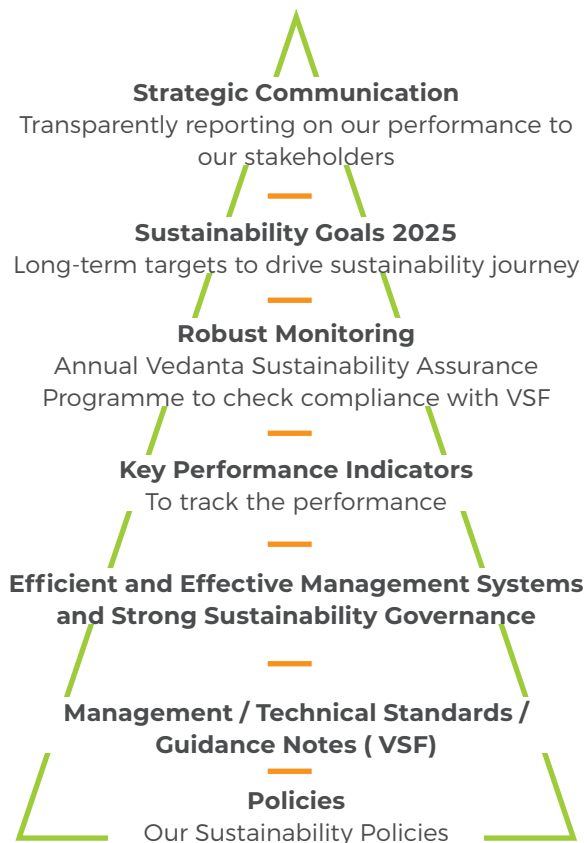 Strategic Communication
Transparently reporting on our performance to
our stakeholders
Sustainability Goals 2025
Long-term targets to drive sustainability journey
Robust Monitoring
Annual Vedanta Sustainability Assurance
Programme to check compliance with VSF
Key Performance Indicators
To track the performance
Efficient and Effective Management Systems
and Strong Sustainability Governance
Management / Technical Standards /
Guidance Notes ( VSF)
Policies
Our Sustainability Policies